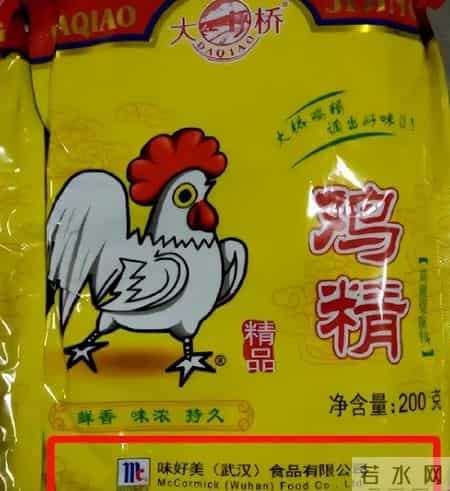 AQIAO
大桥
DAQIAO
大桥鸡精
调出好味道!
鸡精
精品
®
鲜香 味浓 持久
净含量:200克
味好美(武汉)食品有限公
McCormick (Wuhan) Food Co., Ltd
若水网